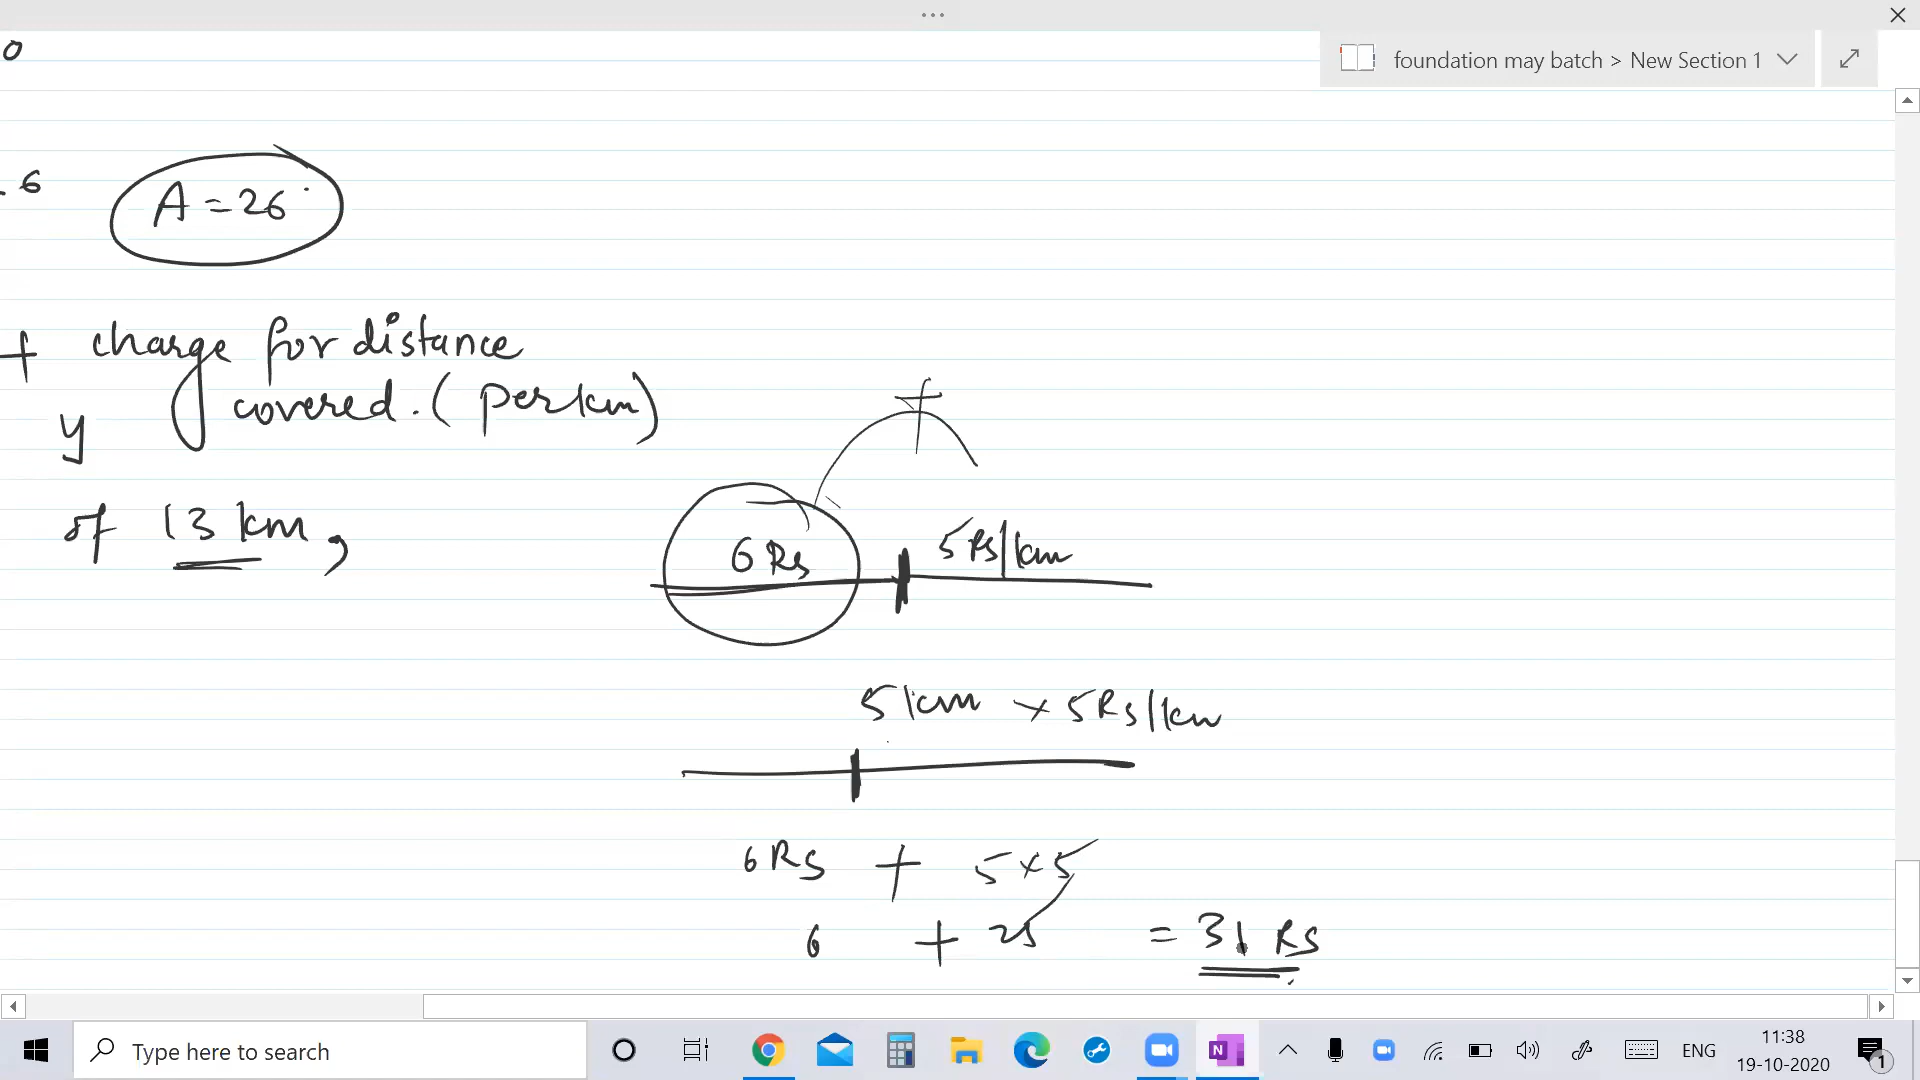 ...
0
foundation may batch > New Section 1
. 6
A = 26
+ charge for distance
covered. ( per km )
y
of 13 km ,
6 Rs
5 Rs/km
5 km × 5 Rs/km
6 Rs + 5 × 5
6 + 25 = 31 Rs
Type here to search
ENG
11:38
19-10-2020
1